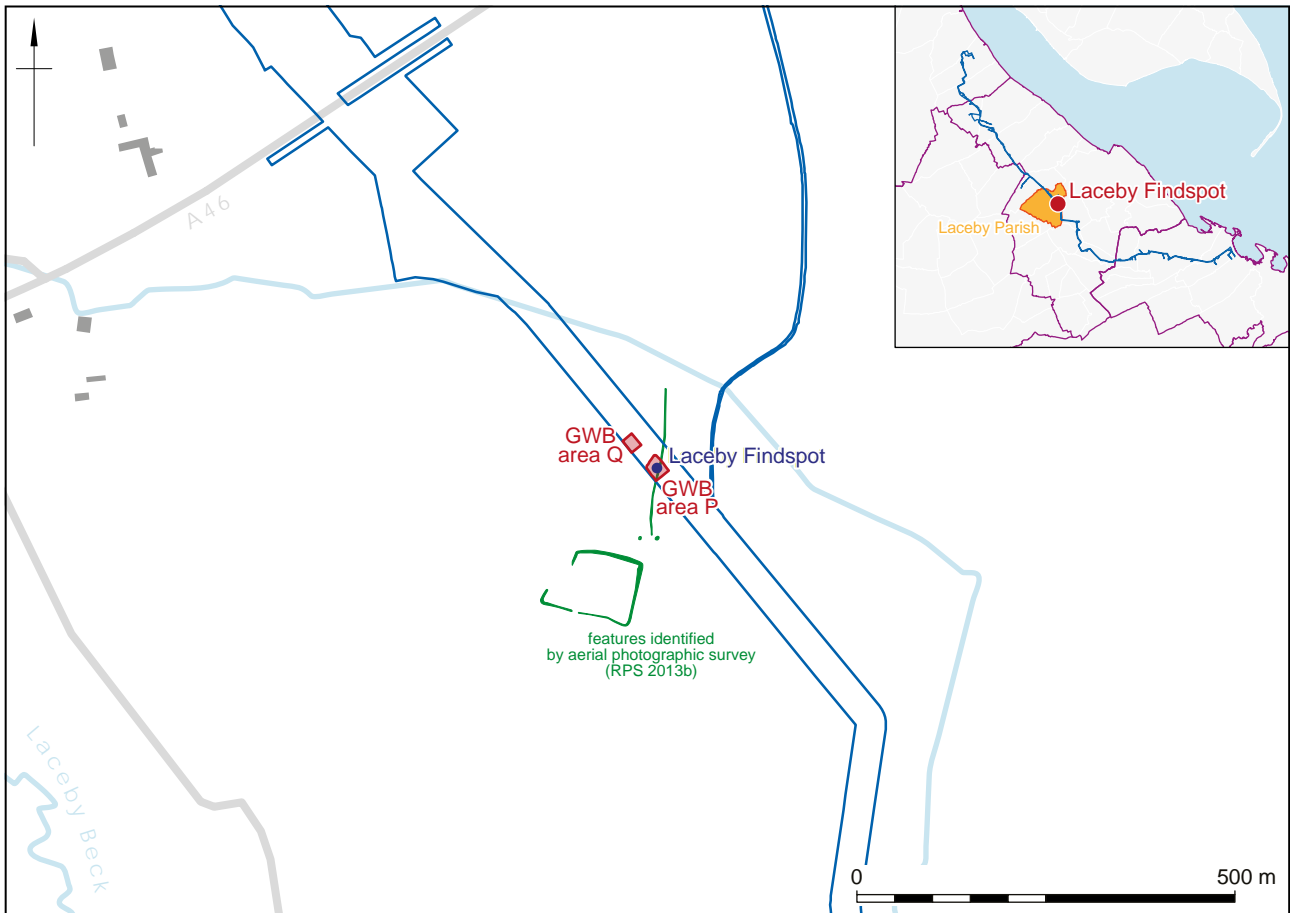 A46
Laceby Findspot
Laceby Parish
GWB
area Q
Laceby Findspot
GWB
area P
features identified
by aerial photographic survey
(RPS 2013b)
Laceby Beck
0
500 m